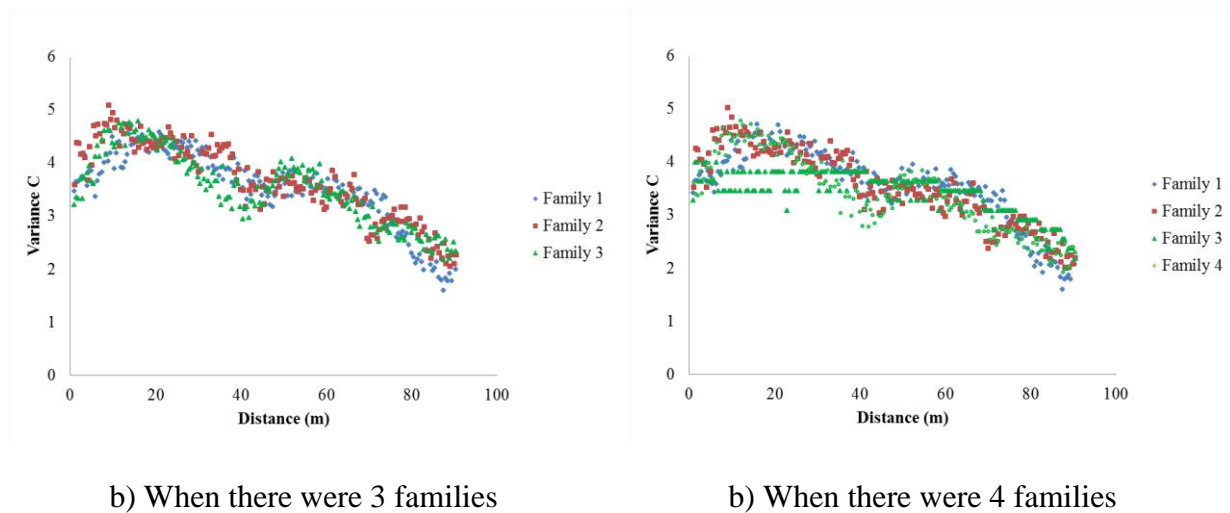 6
5
4
3
2
1
0
Variance C
0 20 40 60 80 100
Distance (m)
Family 1
Family 2
Family 3
b) When there were 3 families
6
5
4
3
2
1
0
Variance C
0 20 40 60 80 100
Distance (m)
Family 1
Family 2
Family 3
Family 4
b) When there were 4 families